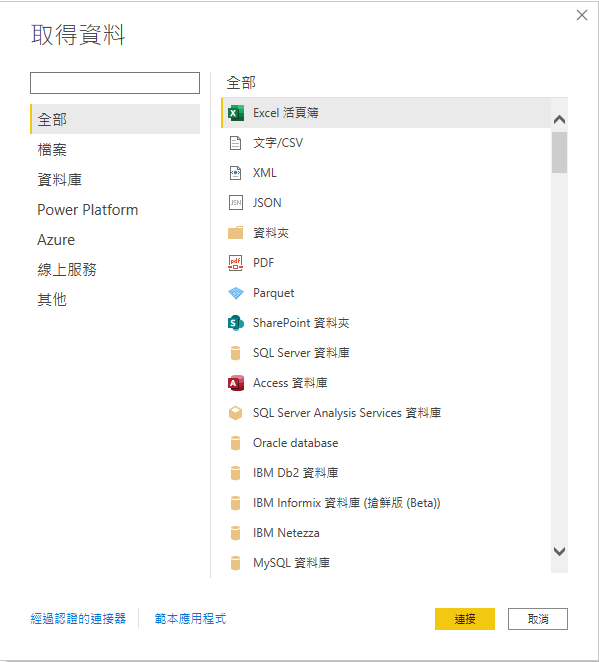 取得資料
全部
檔案
資料庫
Power Platform
Azure
線上服務
其他
全部
Excel 活頁簿
文字/CSV
XML
JSON
資料夾
PDF
Parquet
SharePoint 資料夾
SQL Server 資料庫
Access 資料庫
SQL Server Analysis Services 資料庫
Oracle database
IBM Db2 資料庫
IBM Informix 資料庫 (搶鮮版 (Beta))
IBM Netezza
MySQL 資料庫
經過認證的連接器
範本應用程式
連接
取消